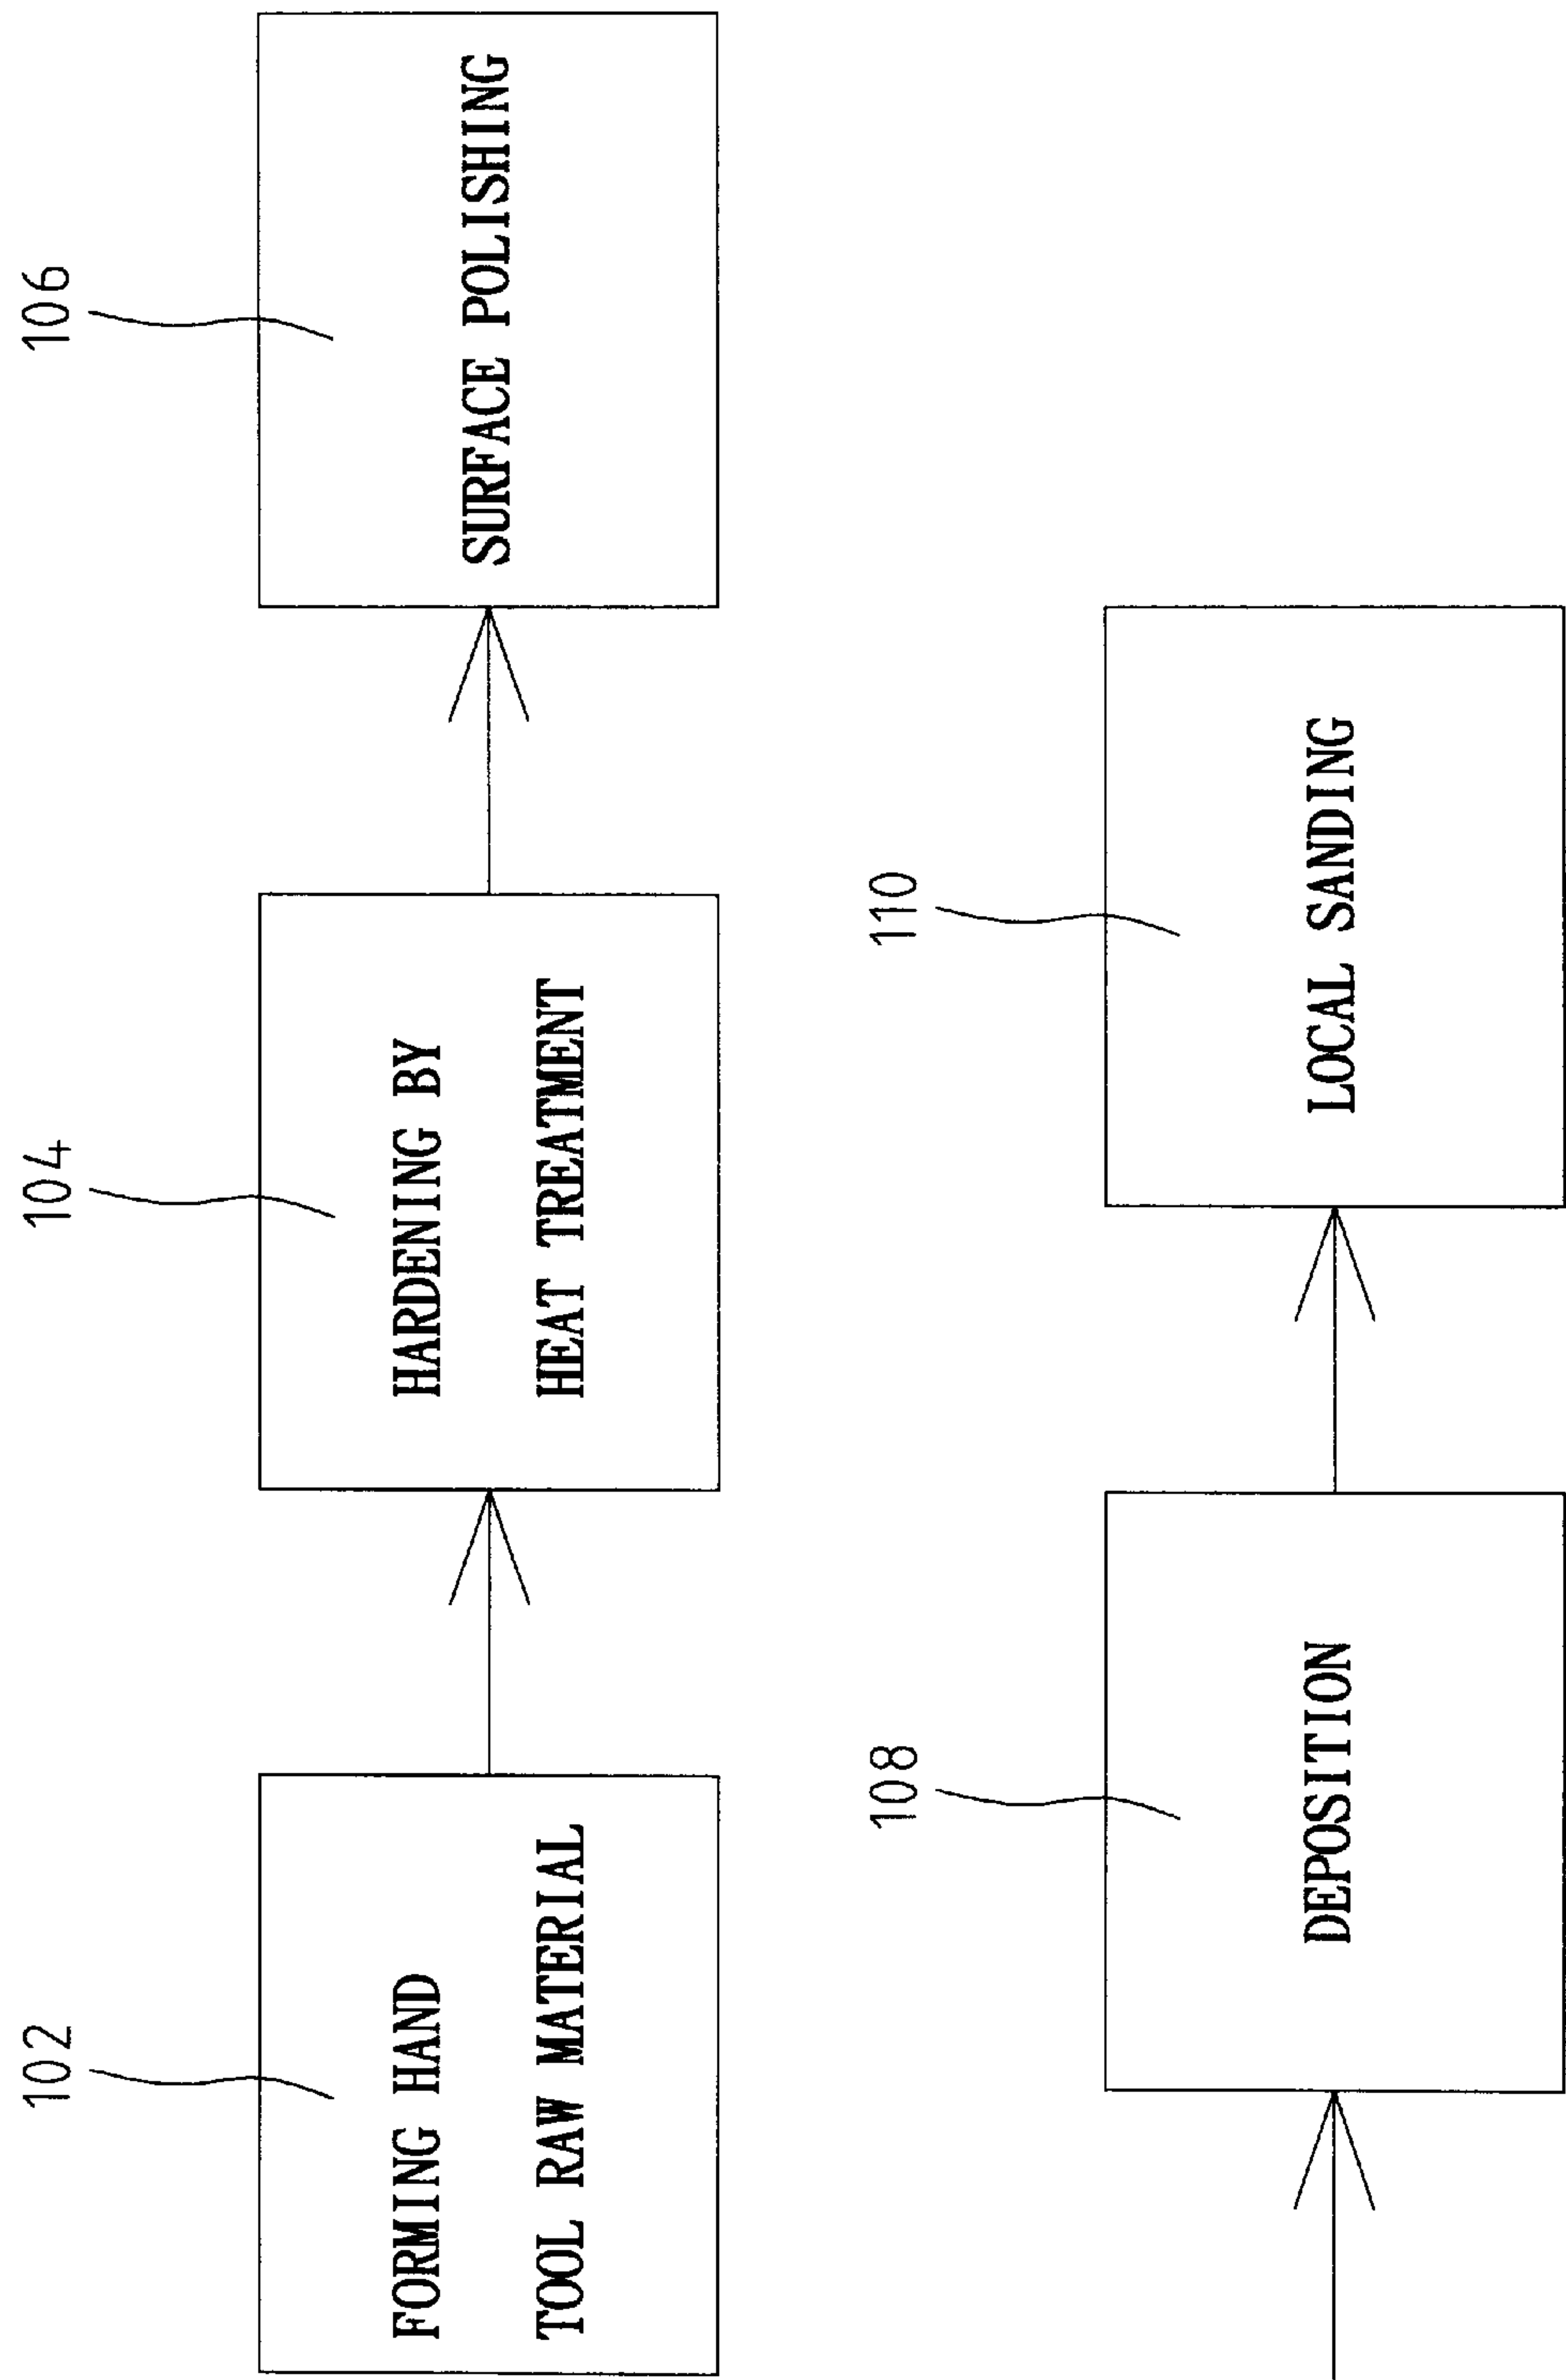 102
FORMING HAND
TOOL RAW MATERIAL
104
HARDENING BY
HEAT TREATMENT
106
SURFACE POLISHING
108
DEPOSITION
110
LOCAL SANDING